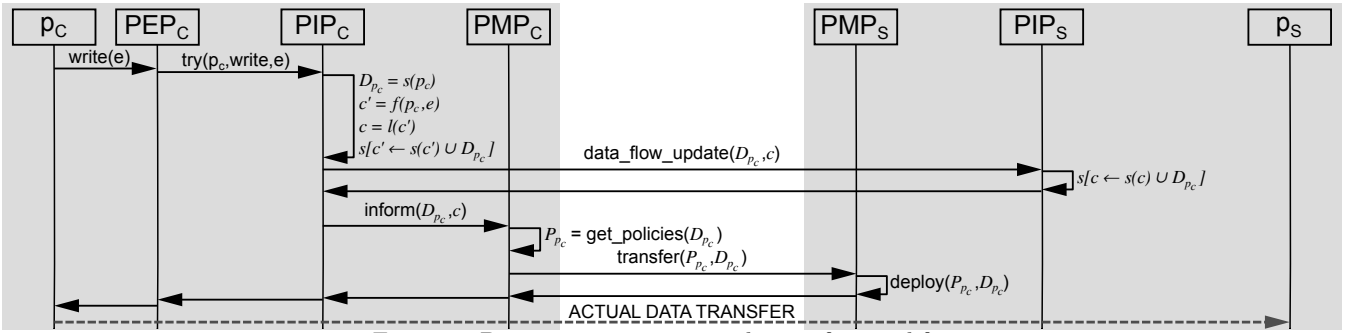 p_C PEP_C PIP_C PMP_C PMP_S PIP_S p_S
write(e)
try(p_c,write,e)
D_{p_c} = s(p_c)
c' = f(p_c,e)
c = l(c')
s[c' ← s(c') ∪ D_{p_c} ]
data_flow_update(D_{p_c},c)
s[c ← s(c) ∪ D_{p_c} ]
inform(D_{p_c},c)
P_{p_c} = get_policies(D_{p_c})
transfer(P_{p_c},D_{p_c})
deploy(P_{p_c},D_{p_c})
ACTUAL DATA TRANSFER